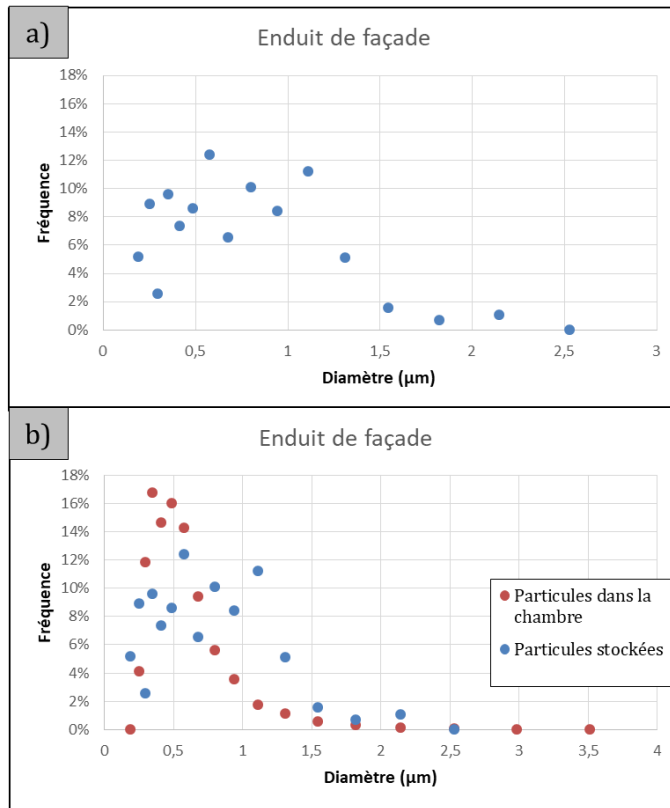 a)
Enduit de façade
18%
16%
14%
12%
10%
8%
6%
4%
2%
0%
Fréquence
0 0,5 1 1,5 2 2,5 3
Diamètre (µm)
b)
Enduit de façade
18%
16%
14%
12%
10%
8%
6%
4%
2%
0%
Fréquence
Particules dans la
chambre
Particules stockées
0 0,5 1 1,5 2 2,5 3 3,5 4
Diamètre (µm)